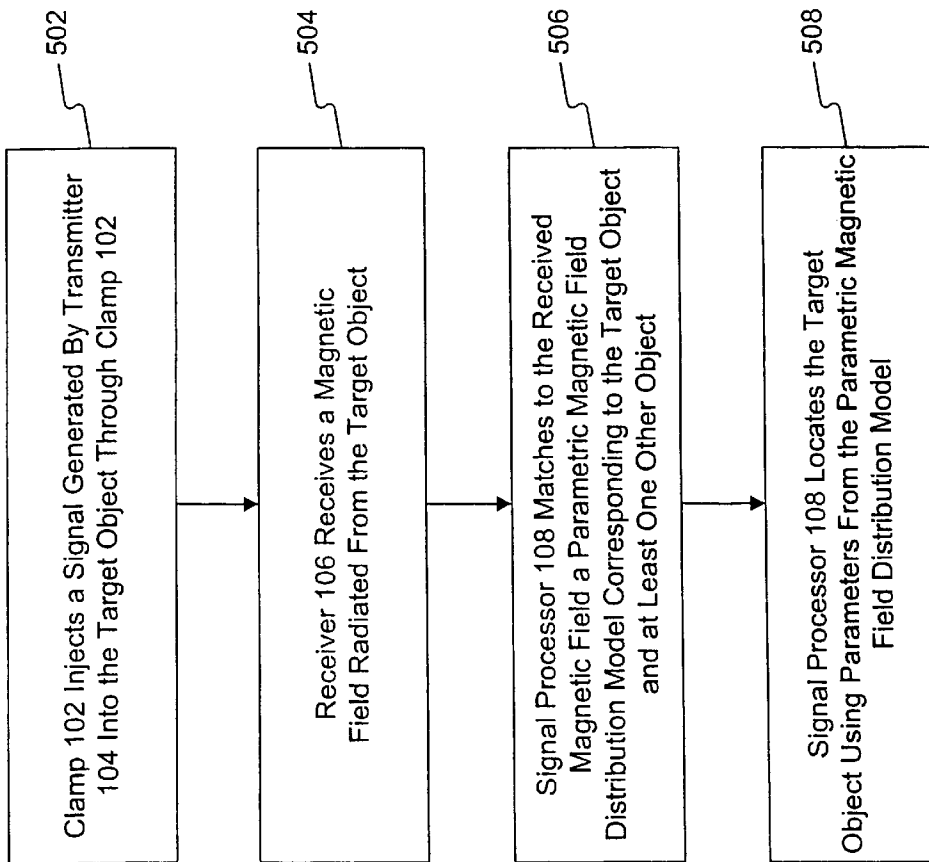 Clamp 102 Injects a Signal Generated By Transmitter
104 Into the Target Object Through Clamp 102
502
Receiver 106 Receives a Magnetic
Field Radiated From the Target Object
504
Signal Processor 108 Matches to the Received
Magnetic Field a Parametric Magnetic Field
Distribution Model Corresponding to the Target Object
and at Least One Other Object
506
Signal Processor 108 Locates the Target
Object Using Parameters From the Parametric Magnetic
Field Distribution Model
508